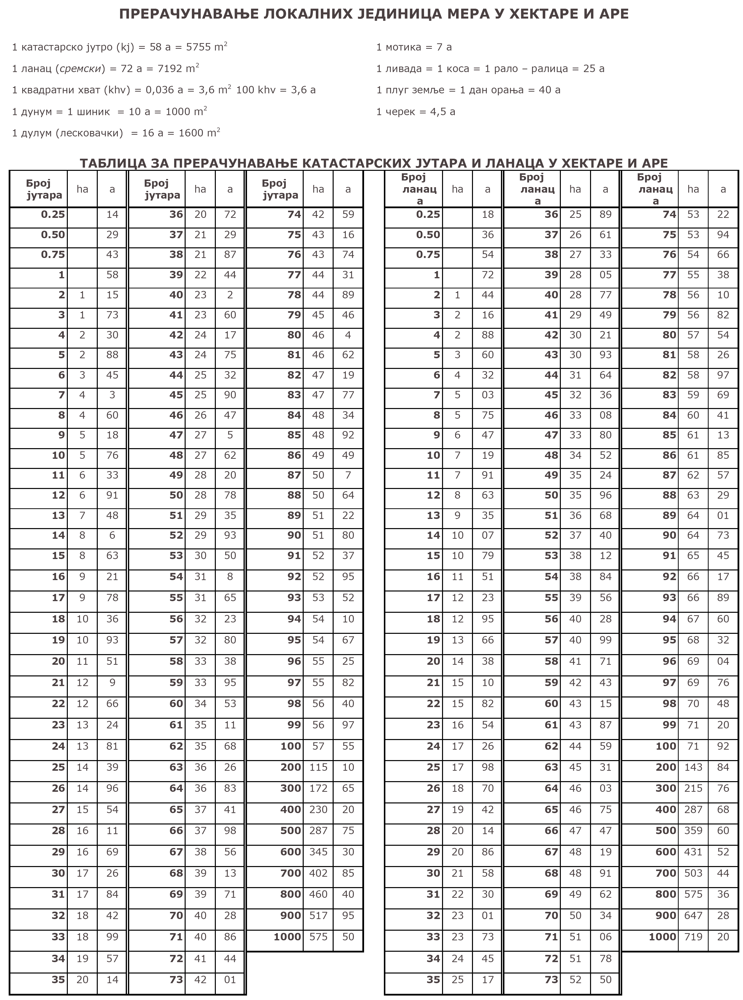 ПРЕРАЧУНАВАЊЕ ЛОКАЛНИХ ЈЕДИНИЦА МЕРА У ХЕКТАРЕ И АРЕ
1 катастарско јутро (kj) = 58 a = 5755 m²
1 мотика = 7 a
1 ланац (сремски) = 72 a = 7192 m²
1 ливада = 1 коса = 1 рало – ралица = 25 a
1 квадратни хват (khv) = 0,036 a = 3,6 m² 100 khv = 3,6 a
1 плуг земље = 1 дан орања = 40 a
1 дунум = 1 шиник = 10 a = 1000 m²
1 черек = 4,5 a
1 дулум (лесковачки) = 16 a = 1600 m²
ТАБЛИЦА ЗА ПРЕРАЧУНАВАЊЕ КАТАСТАРСКИХ ЈУТАРА И ЛАНАЦА У ХЕКТАРЕ И АРЕ
Број јутара ha a Број јутара ha a Број јутара ha a Број ланаца ha a Број ланаца ha a Број ланаца ha a
0.25 14 36 20 72 74 42 59 0.25 18 36 25 89 74 53 22
0.50 29 37 21 29 75 43 16 0.50 36 37 26 61 75 53 94
0.75 43 38 21 87 76 43 74 0.75 54 38 27 33 76 54 66
1 58 39 22 44 77 44 31 1 72 39 28 05 77 55 38
2 1 15 40 23 2 78 44 89 2 1 44 40 28 77 78 56 10
3 1 73 41 23 60 79 45 46 3 2 16 41 29 49 79 56 82
4 2 30 42 24 17 80 46 4 4 2 88 42 30 21 80 57 54
5 2 88 43 24 75 81 46 62 5 3 60 43 30 93 81 58 26
6 3 45 44 25 32 82 47 19 6 4 32 44 31 64 82 58 97
7 4 3 45 25 90 83 47 77 7 5 03 45 32 36 83 59 69
8 4 60 46 26 47 84 48 34 8 5 75 46 33 08 84 60 41
9 5 18 47 27 5 85 48 92 9 6 47 47 33 80 85 61 13
10 5 76 48 27 62 86 49 49 10 7 19 48 34 52 86 61 85
11 6 33 49 28 20 87 50 7 11 7 91 49 35 24 87 62 57
12 6 91 50 28 78 88 50 64 12 8 63 50 35 96 88 63 29
13 7 48 51 29 35 89 51 22 13 9 35 51 36 68 89 64 01
14 8 6 52 29 93 90 51 80 14 10 07 52 37 40 90 64 73
15 8 63 53 30 50 91 52 37 15 10 79 53 38 12 91 65 45
16 9 21 54 31 8 92 52 95 16 11 51 54 38 84 92 66 17
17 9 78 55 31 65 93 53 52 17 12 23 55 39 56 93 66 89
18 10 36 56 32 23 94 54 10 18 12 95 56 40 28 94 67 60
19 10 93 57 32 80 95 54 67 19 13 66 57 40 99 95 68 32
20 11 51 58 33 38 96 55 25 20 14 38 58 41 71 96 69 04
21 12 9 59 33 95 97 55 82 21 15 10 59 42 43 97 69 76
22 12 66 60 34 53 98 56 40 22 15 82 60 43 15 98 70 48
23 13 24 61 35 11 99 56 97 23 16 54 61 43 87 99 71 20
24 13 81 62 35 68 100 57 55 24 17 26 62 44 59 100 71 92
25 14 39 63 36 26 200 115 10 25 17 98 63 45 31 200 143 84
26 14 96 64 36 83 300 172 65 26 18 70 64 46 03 300 215 76
27 15 54 65 37 41 400 230 20 27 19 42 65 46 75 400 287 68
28 16 11 66 37 98 500 287 75 28 20 14 66 47 47 500 359 60
29 16 69 67 38 56 600 345 30 29 20 86 67 48 19 600 431 52
30 17 26 68 39 13 700 402 85 30 21 58 68 48 91 700 503 44
31 17 84 69 39 71 800 460 40 31 22 30 69 49 62 800 575 36
32 18 42 70 40 28 900 517 95 32 23 01 70 50 34 900 647 28
33 18 99 71 40 86 1000 575 50 33 23 73 71 51 06 1000 719 20
34 19 57 72 41 44 34 24 45 72 51 78
35 20 14 73 42 01 35 25 17 73 52 50